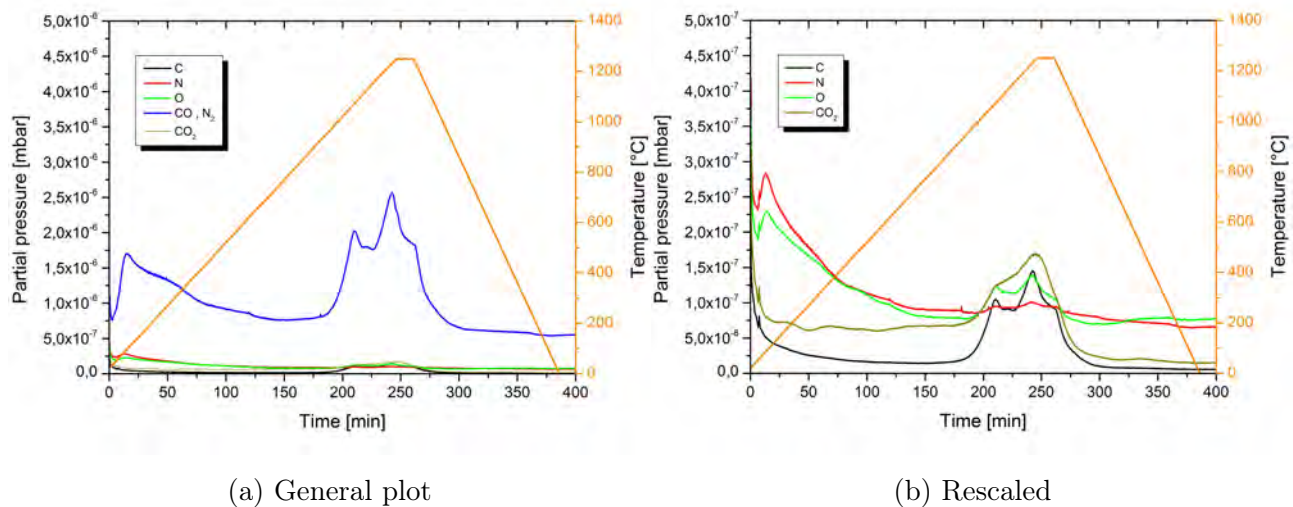 5,0x10⁻⁶
4,5x10⁻⁶
4,0x10⁻⁶
3,5x10⁻⁶
3,0x10⁻⁶
2,5x10⁻⁶
2,0x10⁻⁶
1,5x10⁻⁶
1,0x10⁻⁶
5,0x10⁻⁷
0,0
Partial pressure [mbar]
C
N
O
CO , N₂
CO₂
1400
1200
1000
800
600
400
200
0
Temperature [°C]
0 50 100 150 200 250 300 350 400
Time [min]
(a) General plot
5,0x10⁻⁷
4,5x10⁻⁷
4,0x10⁻⁷
3,5x10⁻⁷
3,0x10⁻⁷
2,5x10⁻⁷
2,0x10⁻⁷
1,5x10⁻⁷
1,0x10⁻⁷
5,0x10⁻⁸
0,0
Partial pressure [mbar]
C
N
O
CO₂
1400
1200
1000
800
600
400
200
0
Temperature [°C]
0 50 100 150 200 250 300 350 400
Time [min]
(b) Rescaled